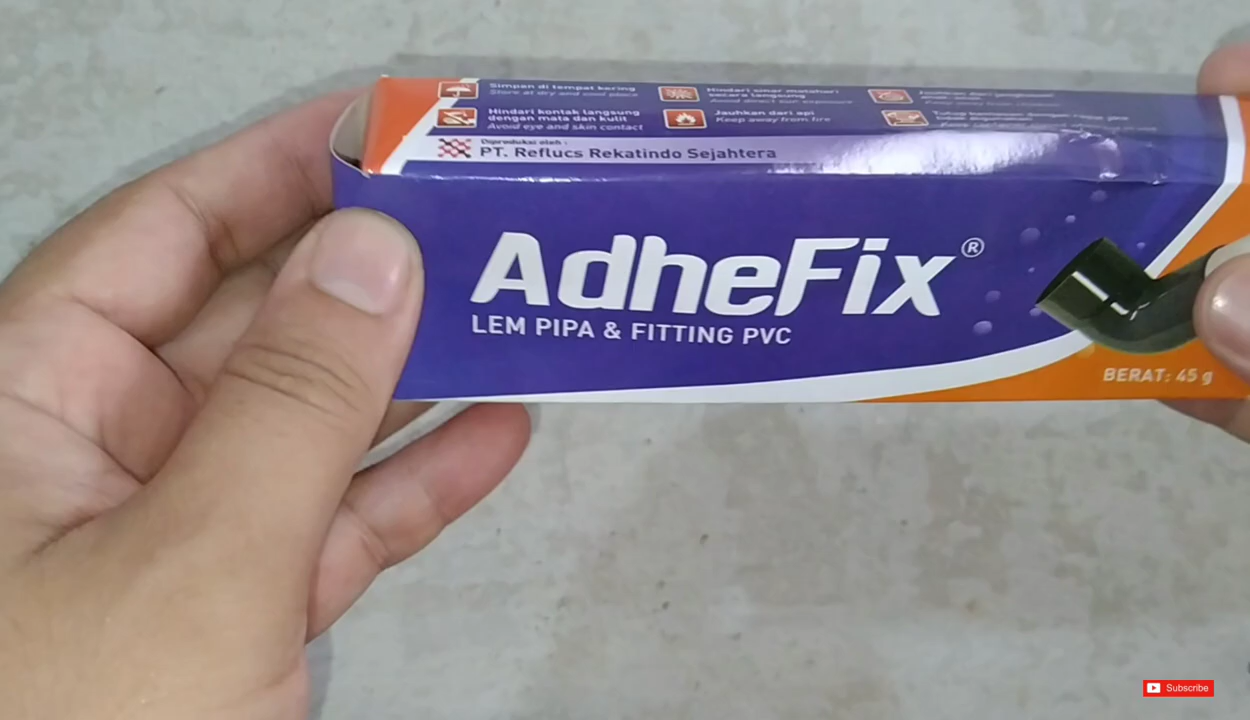 Simpan di tempat kering
Store at dry and cool place
Hindari sinar matahari
secara langsung
Avoid direct sun exposure
Hindari kontak langsung
dengan mata dan kulit
Avoid eye and skin contact
Jauhkan dari api
Keep away from fire
Diproduksi oleh :
PT. Reflucs Rekatindo Sejahtera
AdheFix®
LEM PIPA & FITTING PVC
BERAT: 45 g
Subscribe